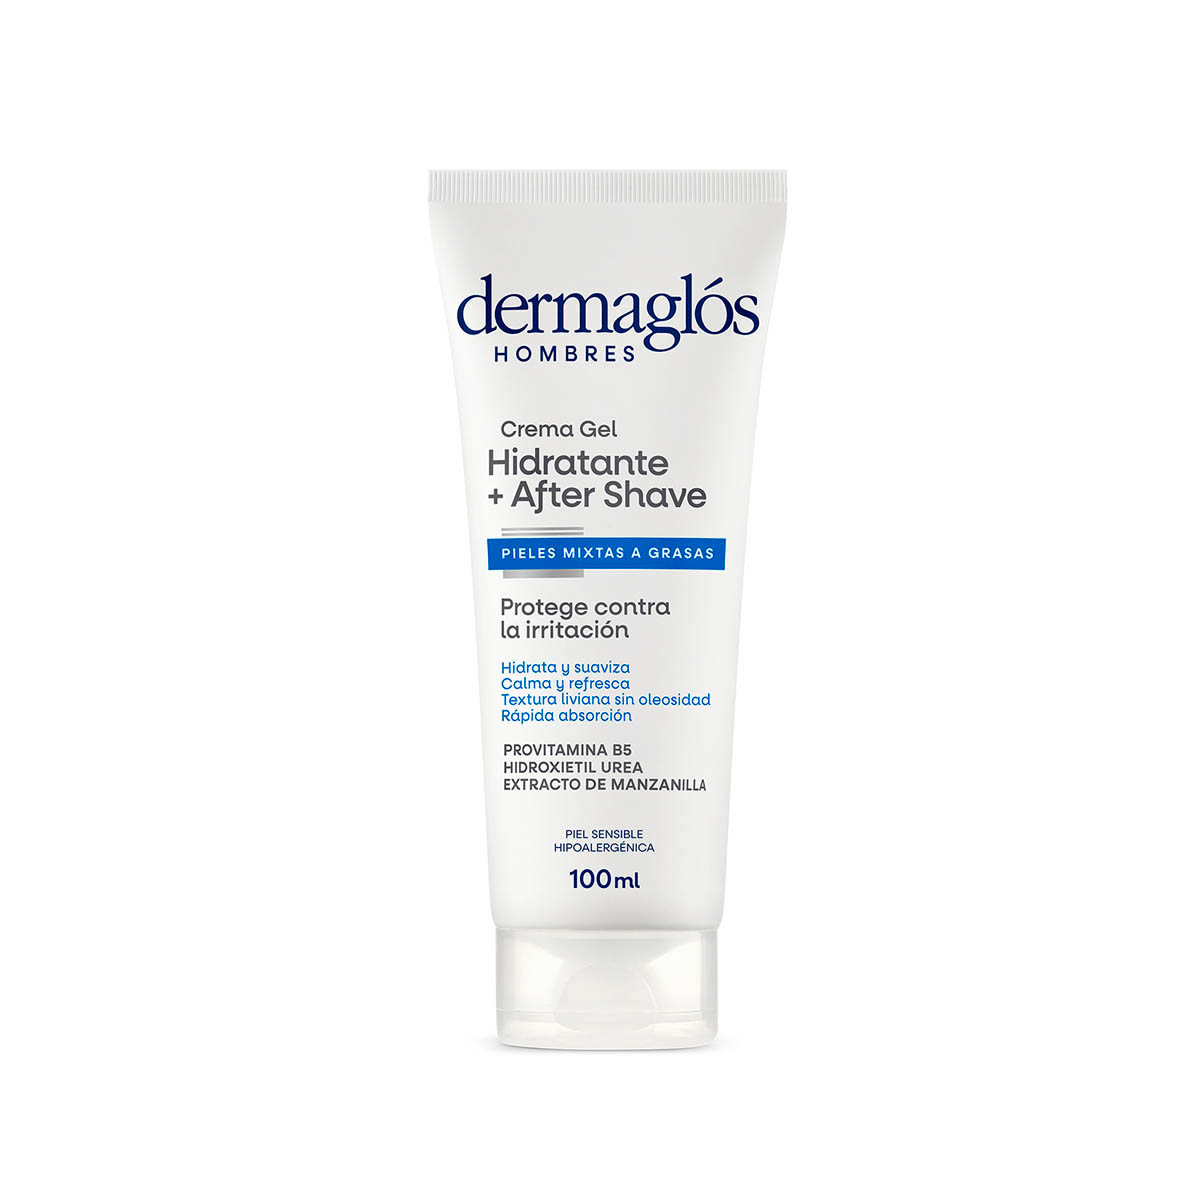 dermaglós
HOMBRES
Crema Gel
Hidratante
+ After Shave
PIELES MIXTAS A GRASAS
Protege contra
la irritación
Hidrata y suaviza
Calma y refresca
Textura liviana sin oleosidad
Rápida absorción
PROVITAMINA B5
HIDROXIETIL UREA
EXTRACTO DE MANZANILLA
PIEL SENSIBLE
HIPOALERGÉNICA
100ml